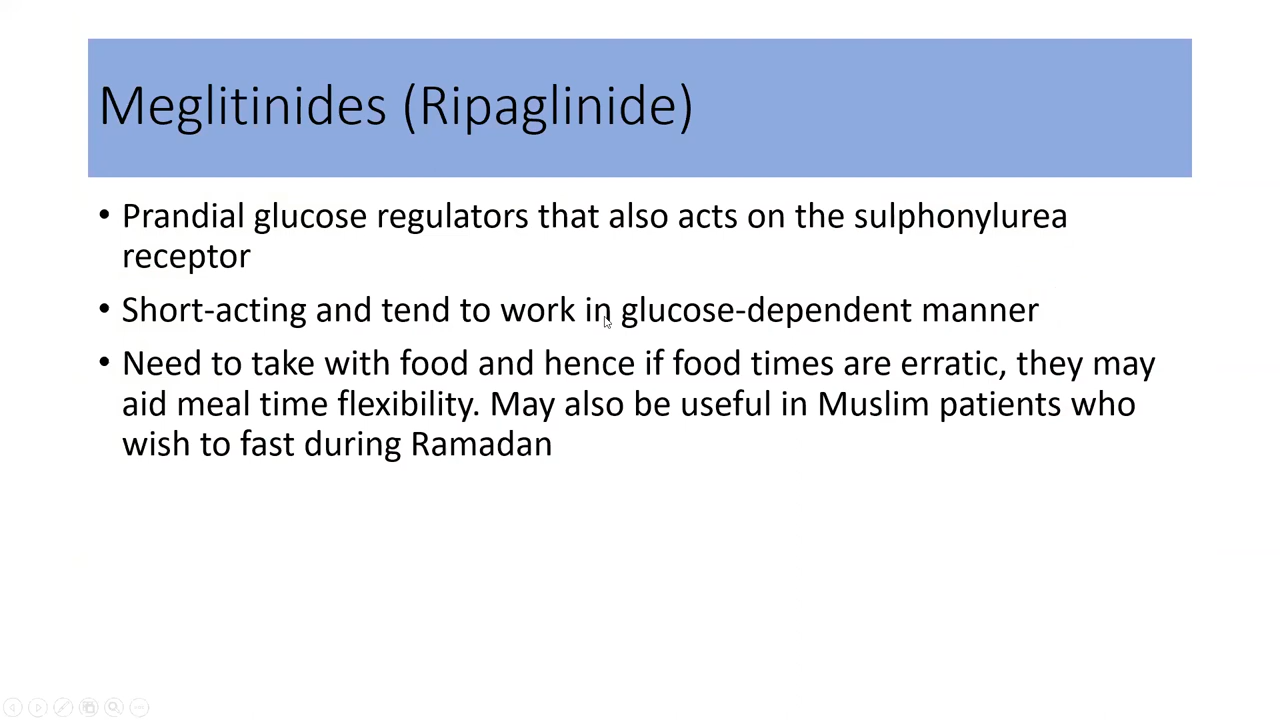 Meglitinides (Ripaglinide)
• Prandial glucose regulators that also acts on the sulphonylurea
receptor
• Short-acting and tend to work in glucose-dependent manner
• Need to take with food and hence if food times are erratic, they may
aid meal time flexibility. May also be useful in Muslim patients who
wish to fast during Ramadan